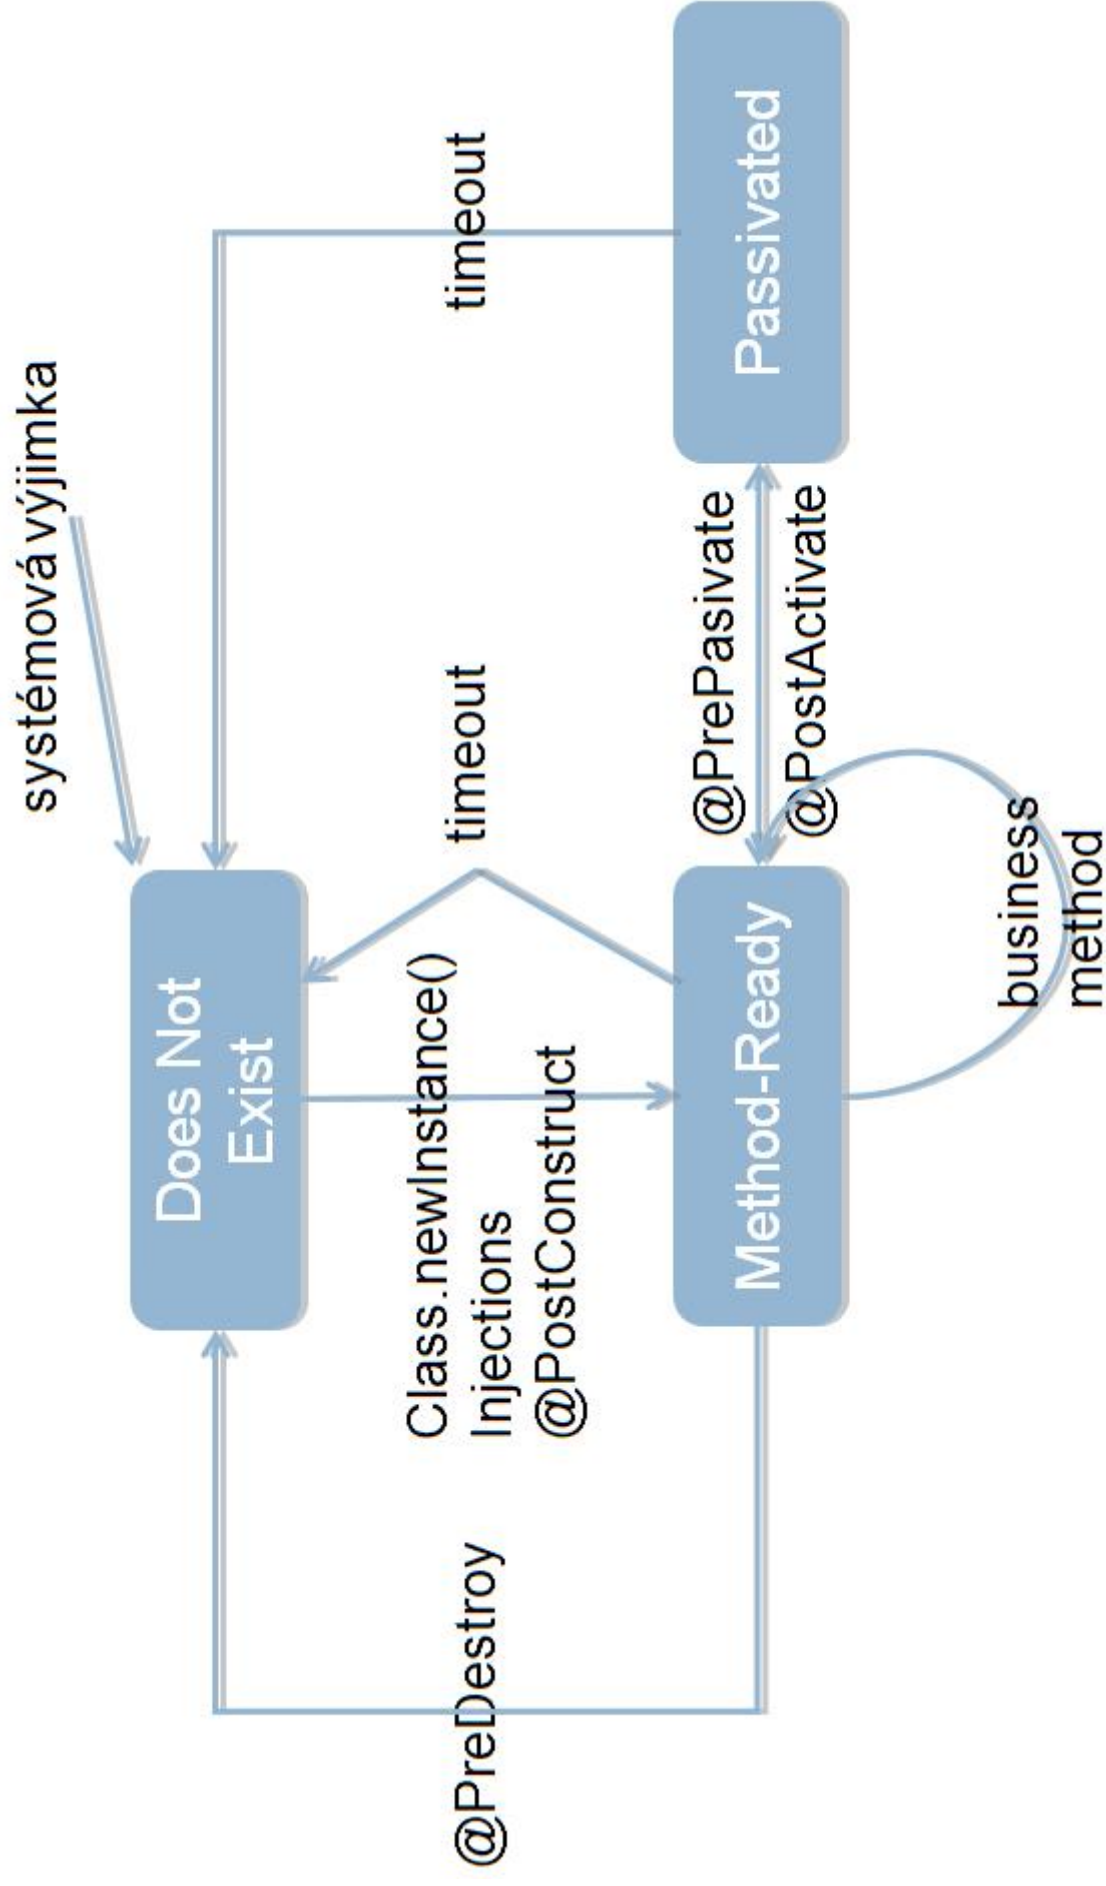 systémová výjimka
Does Not
Exist
@PreDestroy
Class.newInstance()
Injections
@PostConstruct
timeout
timeout
Method-Ready
@PrePasivate
@PostActivate
Passivated
business
method